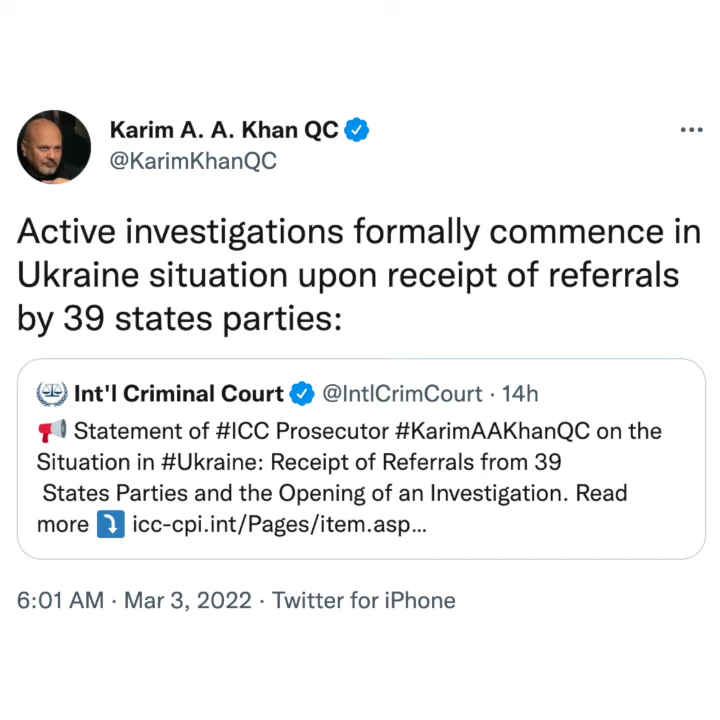 Karim A. A. Khan QC
@KarimKhanQC
Active investigations formally commence in
Ukraine situation upon receipt of referrals
by 39 states parties:
Int'l Criminal Court @IntlCrimCourt · 14h
Statement of #ICC Prosecutor #KarimAAKhanQC on the
Situation in #Ukraine: Receipt of Referrals from 39
States Parties and the Opening of an Investigation. Read
more ⤵ icc-cpi.int/Pages/item.asp...
6:01 AM · Mar 3, 2022 · Twitter for iPhone